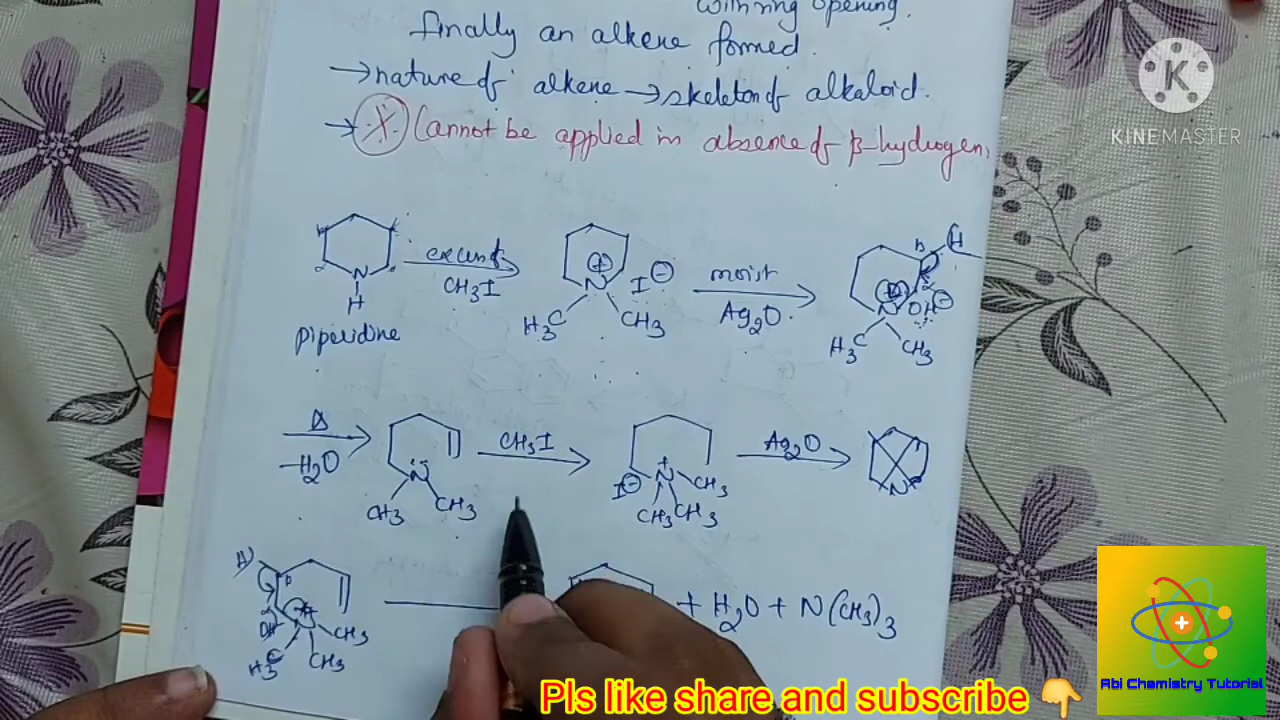 with ring opening.
finally an alkene formed.
→ nature of alkene → skeleton of alkaloid.
→ X. Cannot be applied in absence of β-hydrogen,
K
KINEMASTER
N
H
piperidine
CH3I
⊕
N
I⊖
H3C
CH3
moist
Ag2O.
H
N
OH⊖
H3C
CH3
Δ
-H2O
N
CH3
CH3
CH3I
+
N
I⊖
CH3
CH3
CH3
Ag2O
N
H3C
CH3
CH3
+ H2O + N(CH3)3
Abi Chemistry Tutorial
Pls like share and subscribe 👇